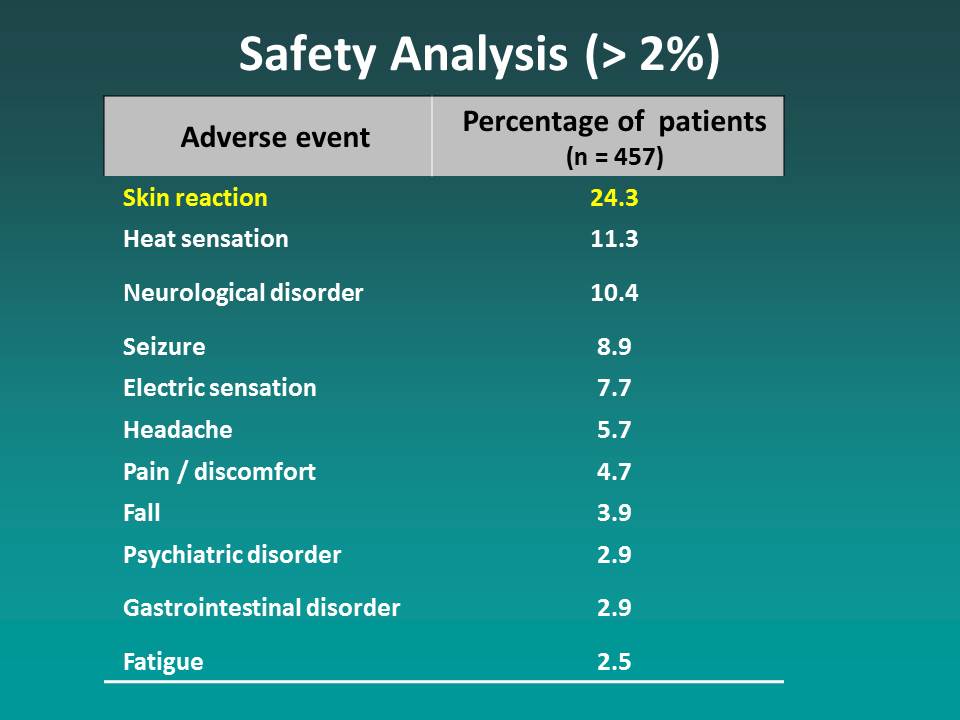 Safety Analysis (> 2%)
Adverse event
Percentage of patients
(n = 457)
Skin reaction 24.3
Heat sensation 11.3
Neurological disorder 10.4
Seizure 8.9
Electric sensation 7.7
Headache 5.7
Pain / discomfort 4.7
Fall 3.9
Psychiatric disorder 2.9
Gastrointestinal disorder 2.9
Fatigue 2.5